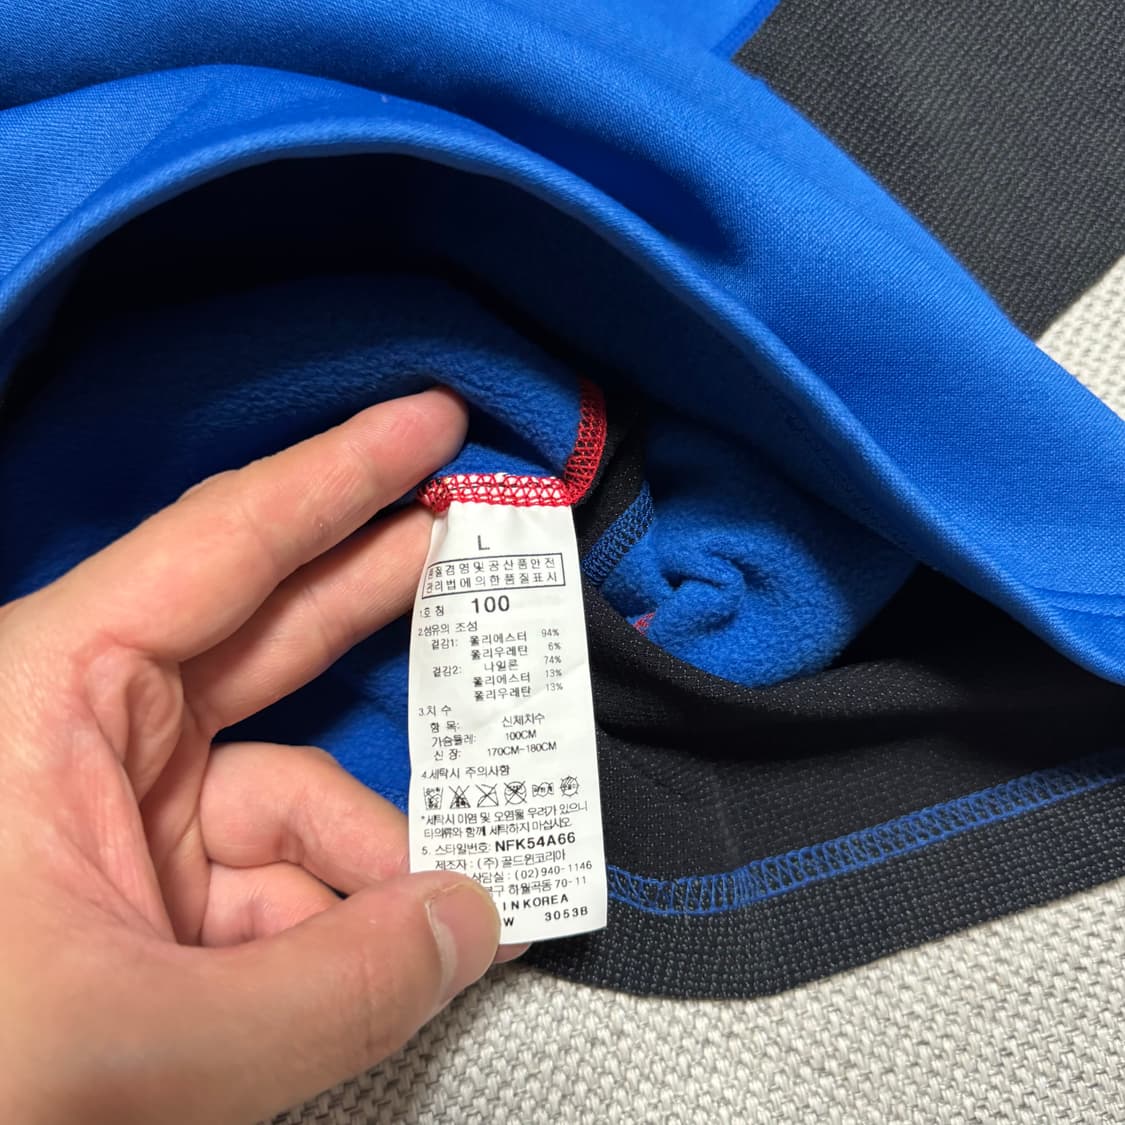 L
품질경영및공산품안전
관리법에의한품질표시
1.호칭 100
2.섬유의 조성
겉감1: 폴리에스터 94%
폴리우레탄 6%
겉감2: 나일론 74%
폴리에스터 13%
폴리우레탄 13%
3.치수
항 목: 신체치수
가슴둘레: 100CM
신 장: 170CM-180CM
4.세탁시 주의사항
*세탁시 이염 및 오염될 우려가 있으니
타의류와 함께 세탁하지 마십시오.
5. 스타일번호: NFK54A66
제조자 : (주)골드윈코리아
상담실 : (02)940-1146
북구 하월곡동 70-11
IN KOREA
W 3053B